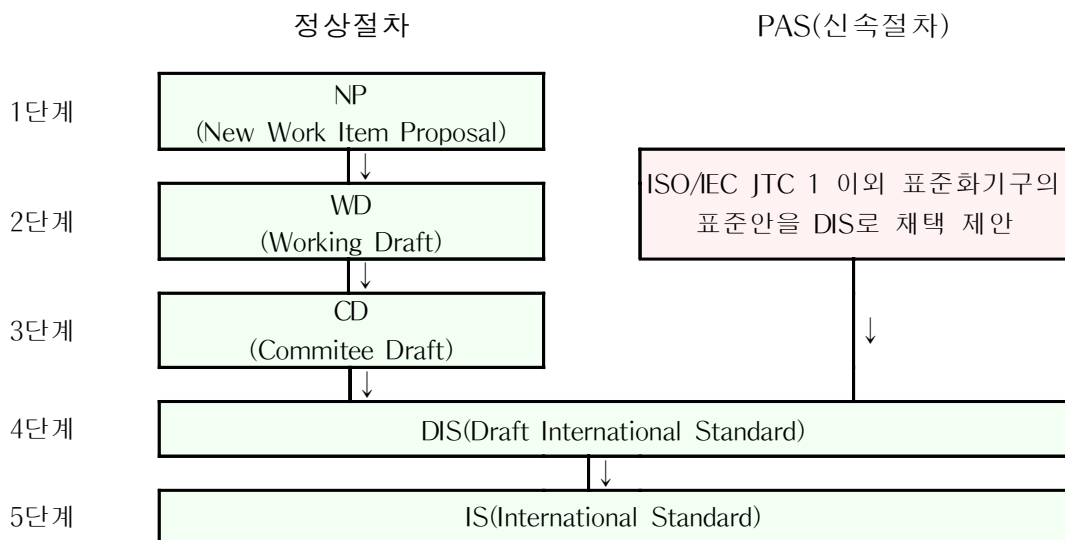 정상절차
PAS(신속절차)
1단계
NP
(New Work Item Proposal)
↓
ISO/IEC JTC 1 이외 표준화기구의
표준안을 DIS로 채택 제안
2단계
WD
(Working Draft)
↓
3단계
CD
(Commitee Draft)
↓
↓
4단계
DIS(Draft International Standard)
↓
5단계
IS(International Standard)